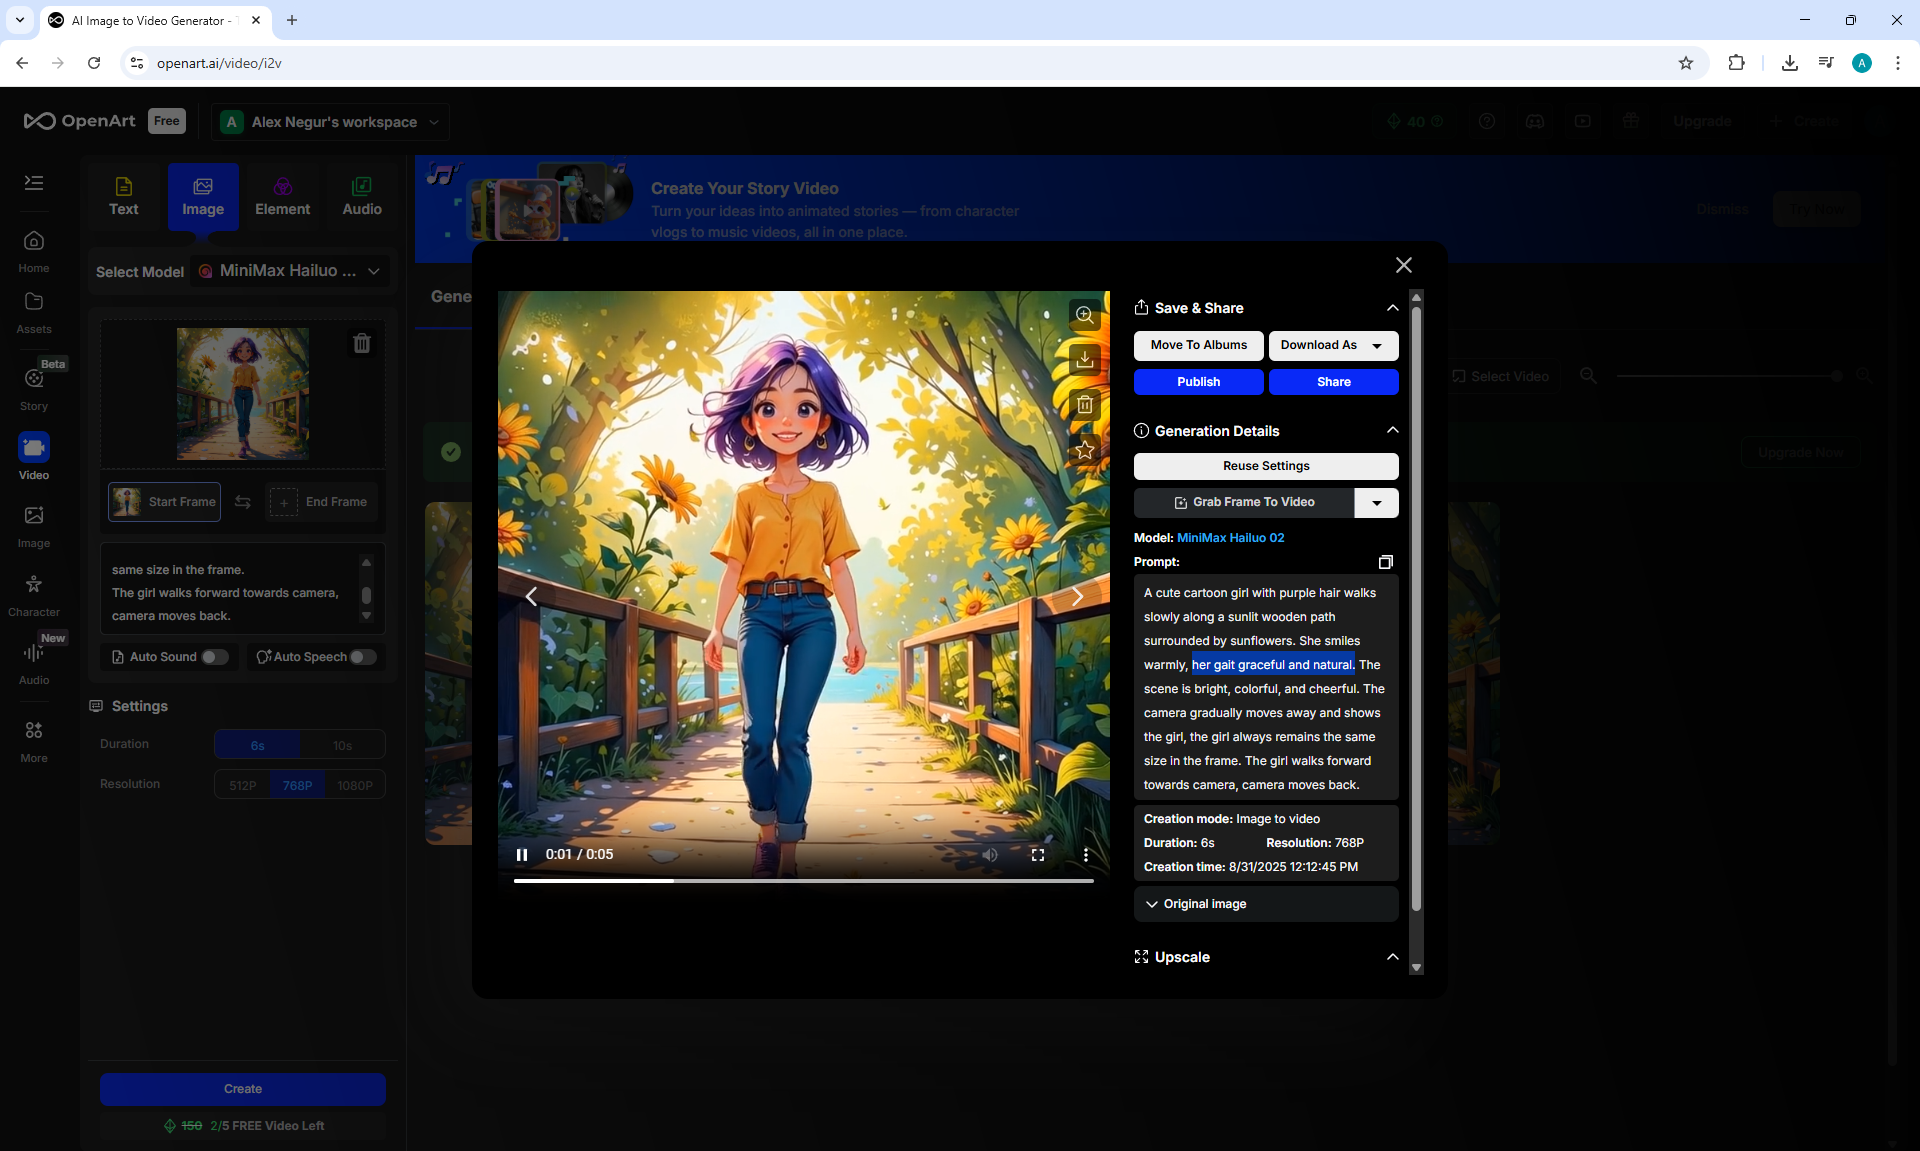 AI Image to Video Generator -
openart.ai/video/i2v
A
OpenArt
Free
A
Alex Negur's workspace
40
Upgrade
Create
Text
Image
Element
Audio
Create Your Story Video
Turn your ideas into animated stories — from character
vlogs to music videos, all in one place.
Dismiss
Try Now
Home
Assets
Beta
Story
Video
Image
Character
New
Audio
More
Select Model
MiniMax Hailuo ...
Start Frame
End Frame
same size in the frame.
The girl walks forward towards camera,
camera moves back.
Auto Sound
Auto Speech
Settings
Duration
6s
10s
Resolution
512P
768P
1080P
Create
150 2/5 FREE Video Left
Gene
Select Video
Upgrade Now
0:01 / 0:05
Save & Share
Move To Albums
Download As
Publish
Share
Generation Details
Reuse Settings
Grab Frame To Video
Model: MiniMax Hailuo 02
Prompt:
A cute cartoon girl with purple hair walks
slowly along a sunlit wooden path
surrounded by sunflowers. She smiles
warmly, her gait graceful and natural. The
scene is bright, colorful, and cheerful. The
camera gradually moves away and shows
the girl, the girl always remains the same
size in the frame. The girl walks forward
towards camera, camera moves back.
Creation mode: Image to video
Duration: 6s
Resolution: 768P
Creation time: 8/31/2025 12:12:45 PM
Original image
Upscale